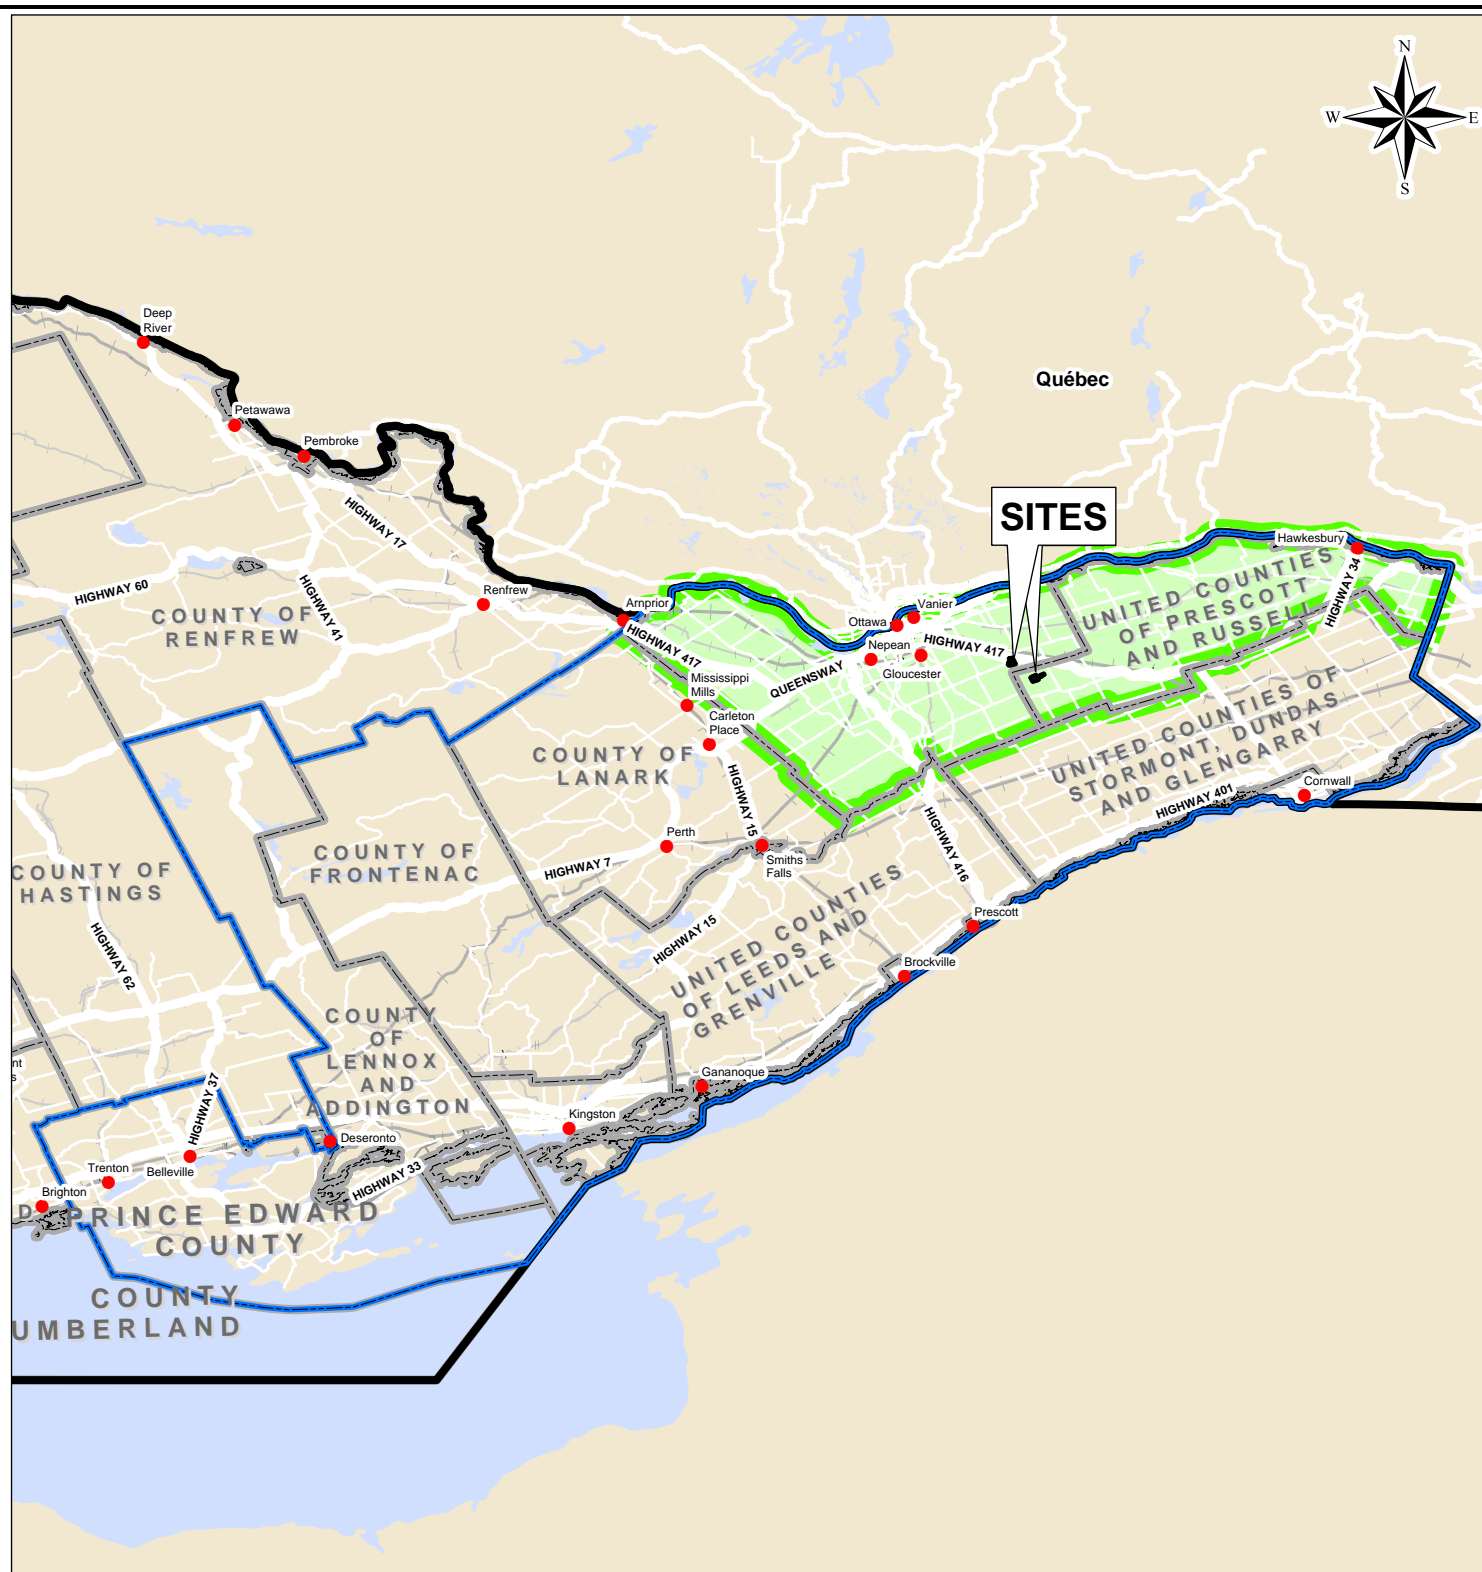 N
W
E
S
Deep
River
Petawawa
Pembroke
Québec
SITES
HIGHWAY 17
HIGHWAY 60
HIGHWAY 41
COUNTY OF
RENFREW
Renfrew
Arnprior
HIGHWAY 417
Hawkesbury
HIGHWAY 34
UNITED COUNTIES
OF PRESCOTT
AND RUSSELL
Vanier
Ottawa
HIGHWAY 417
Nepean
Gloucester
QUEENSWAY
Mississippi
Mills
Carleton
Place
COUNTY OF
LANARK
UNITED COUNTIES OF
STORMONT, DUNDAS
AND GLENGARRY
Cornwall
HIGHWAY 401
HIGHWAY 15
HIGHWAY 416
Perth
Smiths
Falls
HIGHWAY 7
COUNTY OF
FRONTENAC
COUNTY OF
HASTINGS
HIGHWAY 15
UNITED COUNTIES
OF LEEDS AND
GRENVILLE
Prescott
Brockville
HIGHWAY 62
COUNTY
OF
LENNOX
AND
ADDINGTON
nt
s
Gananoque
HIGHWAY 37
Kingston
Deseronto
Trenton
Belleville
HIGHWAY 33
Brighton
D
PRINCE EDWARD
COUNTY
COUNTY
UMBERLAND